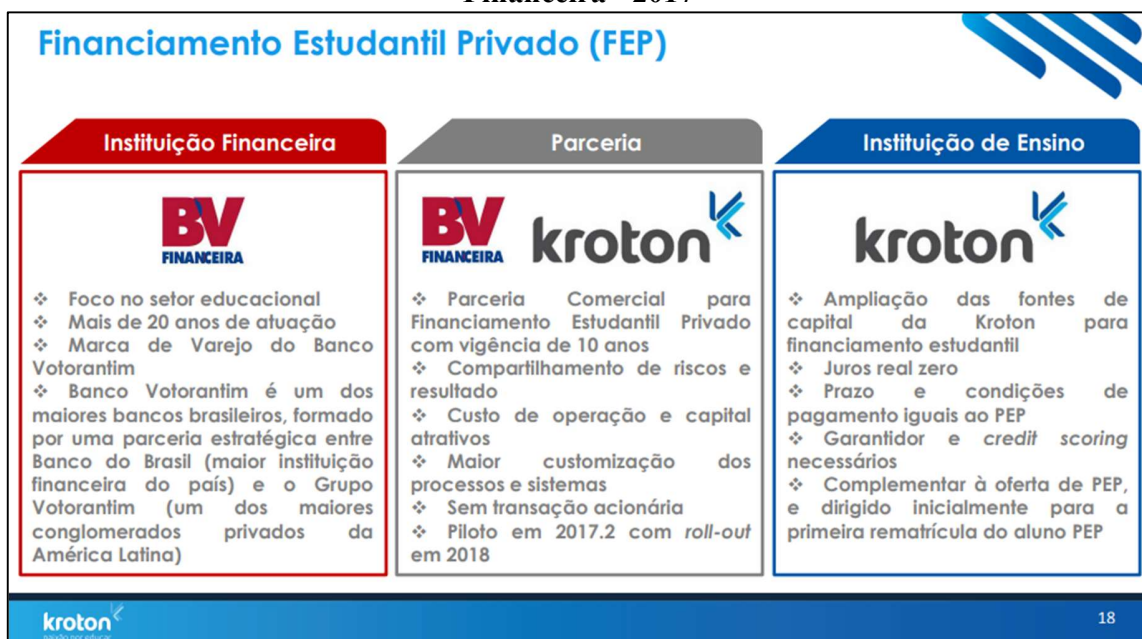 Financeira - 2017
Financiamento Estudantil Privado (FEP)
Instituição Financeira
BV
FINANCEIRA
❖ Foco no setor educacional
❖ Mais de 20 anos de atuação
❖ Marca de Varejo do Banco
Votorantim
❖ Banco Votorantim é um dos
maiores bancos brasileiros, formado
por uma parceria estratégica entre
Banco do Brasil (maior instituição
financeira do país) e o Grupo
Votorantim (um dos maiores
conglomerados privados da
América Latina)
Parceria
BV
FINANCEIRA
kroton
❖ Parceria Comercial para
Financiamento Estudantil Privado
com vigência de 10 anos
❖ Compartilhamento de riscos e
resultado
❖ Custo de operação e capital
atrativos
❖ Maior customização dos
processos e sistemas
❖ Sem transação acionária
❖ Piloto em 2017.2 com roll-out
em 2018
Instituição de Ensino
kroton
❖ Ampliação das fontes de
capital da Kroton para
financiamento estudantil
❖ Juros real zero
❖ Prazo e condições de
pagamento iguais ao PEP
❖ Garantidor e credit scoring
necessários
❖ Complementar à oferta de PEP,
e dirigido inicialmente para a
primeira rematrícula do aluno PEP
kroton
paixão por educar
18